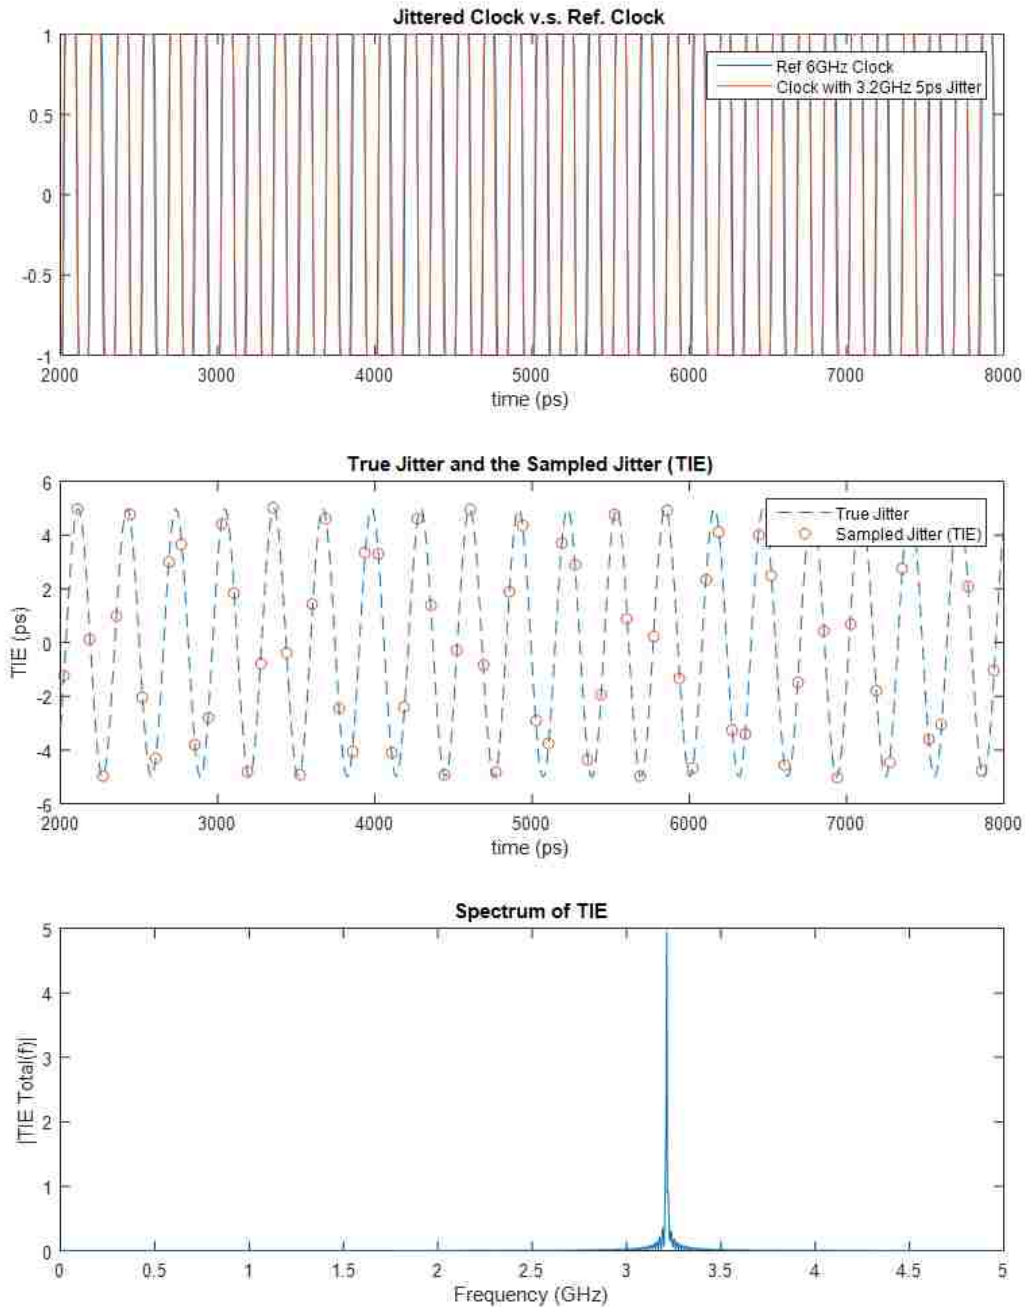 Jittered Clock v.s. Ref. Clock
1
0.5
0
-0.5
-1
Ref 6GHz Clock
Clock with 3.2GHz 5ps Jitter
2000 3000 4000 5000 6000 7000 8000
time (ps)
True Jitter and the Sampled Jitter (TIE)
TIE (ps)
6
4
2
0
-2
-4
-6
True Jitter
Sampled Jitter (TIE)
2000 3000 4000 5000 6000 7000 8000
time (ps)
Spectrum of TIE
|TIE Total(f)|
5
4
3
2
1
0
0 0.5 1 1.5 2 2.5 3 3.5 4 4.5 5
Frequency (GHz)